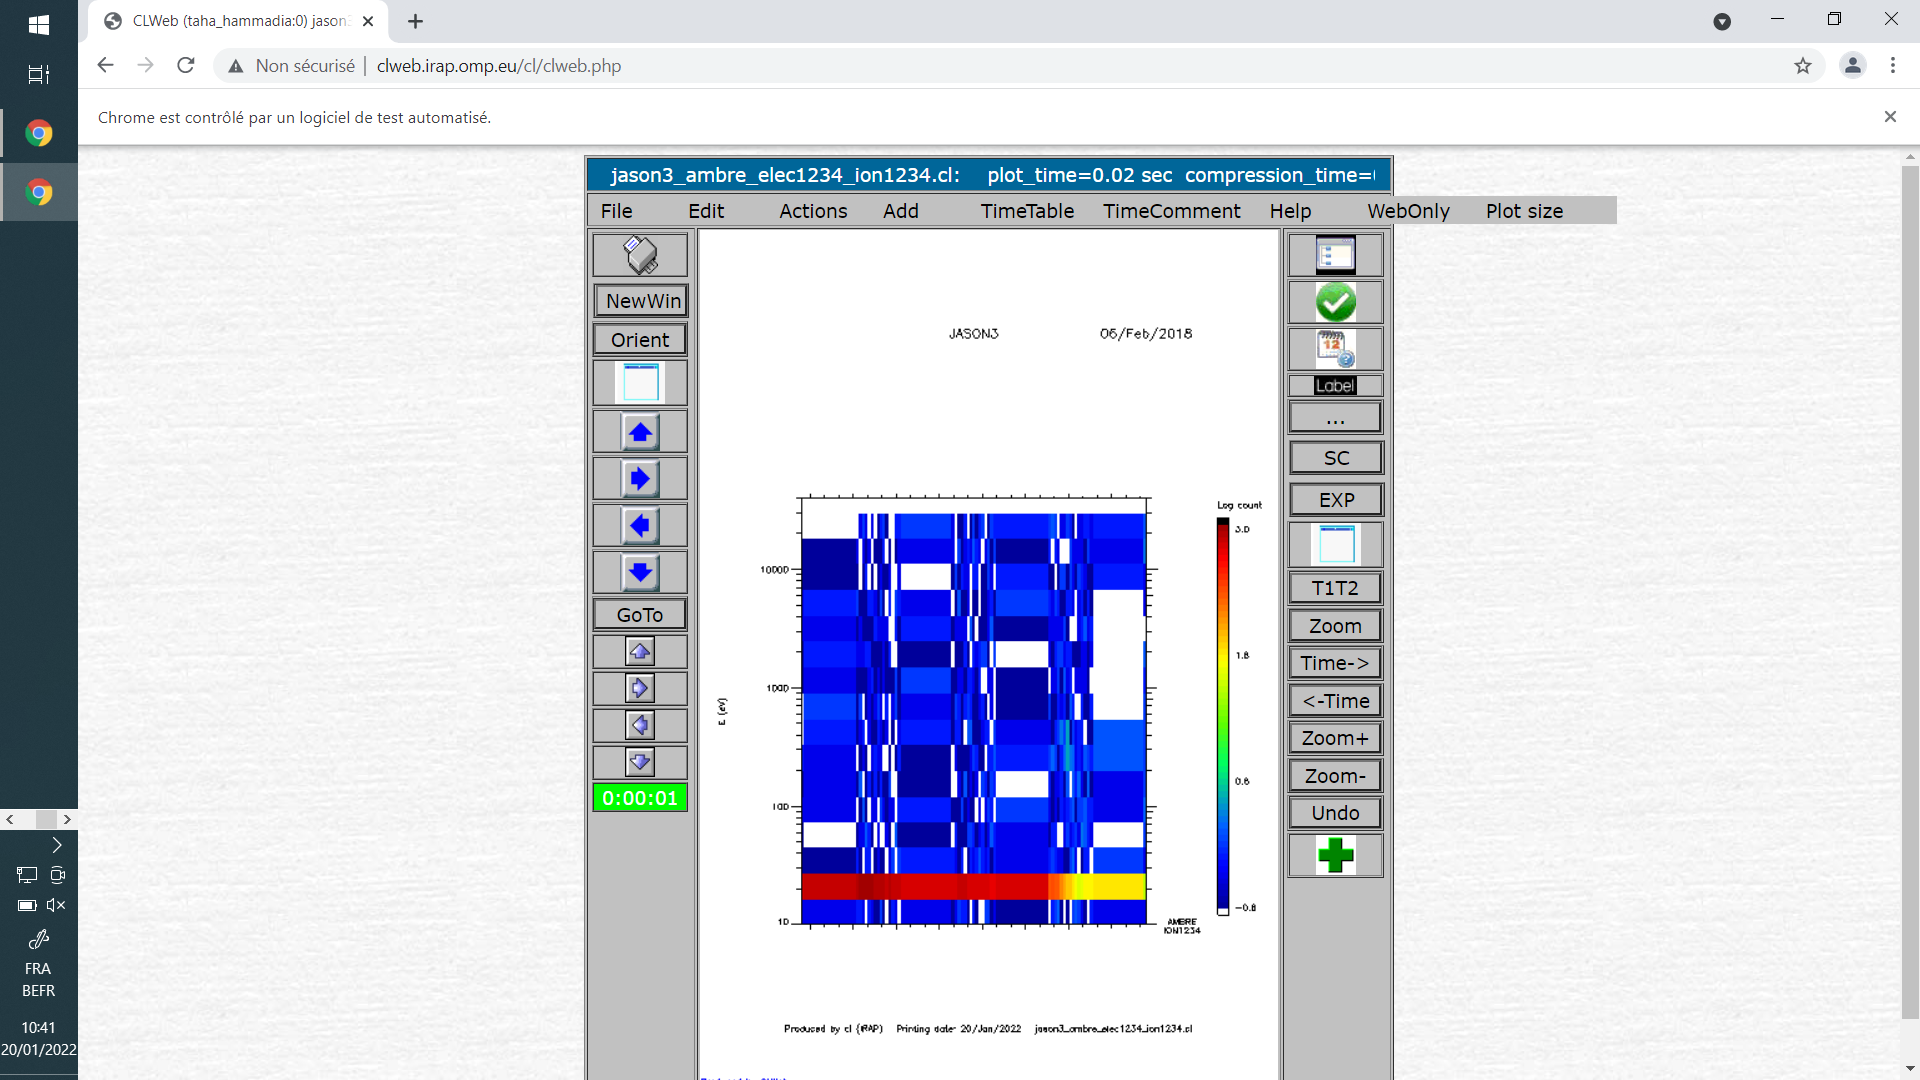 CLWeb (taha_hammadia:0) jason3
Non sécurisé | clweb.irap.omp.eu/cl/clweb.php
Chrome est contrôlé par un logiciel de test automatisé.
jason3_ambre_elec1234_ion1234.cl: plot_time=0.02 sec compression_time=
File Edit Actions Add TimeTable TimeComment Help WebOnly Plot size
NewWin
Orient
GoTo
0:00:01
JASON3 06/Feb/2018
Log count
3.0
1.8
0.6
-0.8
10000
1000
100
10
E (eV)
AMBRE
ION1234
Produced by cl (IRAP) Printing date: 20/Jan/2022 jason3_ambre_elec1234_ion1234.cl
12
Label
...
SC
EXP
T1T2
Zoom
Time->
<-Time
Zoom+
Zoom-
Undo
FRA
BEFR
10:41
20/01/2022